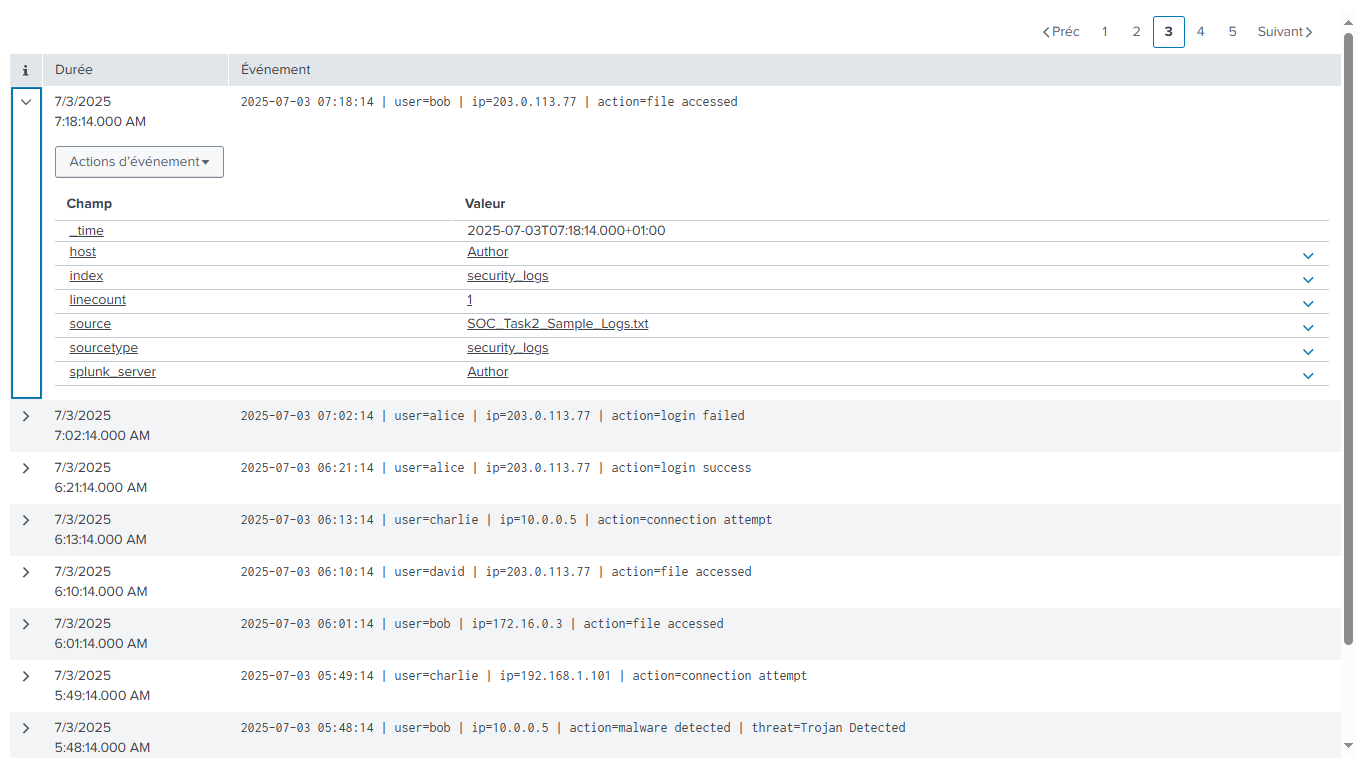 Préc 1 2 3 4 5 Suivant
i Durée Événement
7/3/2025 2025-07-03 07:18:14 | user=bob | ip=203.0.113.77 | action=file accessed
7:18:14.000 AM
Actions d’événement
Champ Valeur
_time 2025-07-03T07:18:14.000+01:00
host Author
index security_logs
linecount 1
source SOC_Task2_Sample_Logs.txt
sourcetype security_logs
splunk_server Author
7/3/2025 2025-07-03 07:02:14 | user=alice | ip=203.0.113.77 | action=login failed
7:02:14.000 AM
7/3/2025 2025-07-03 06:21:14 | user=alice | ip=203.0.113.77 | action=login success
6:21:14.000 AM
7/3/2025 2025-07-03 06:13:14 | user=charlie | ip=10.0.0.5 | action=connection attempt
6:13:14.000 AM
7/3/2025 2025-07-03 06:10:14 | user=david | ip=203.0.113.77 | action=file accessed
6:10:14.000 AM
7/3/2025 2025-07-03 06:01:14 | user=bob | ip=172.16.0.3 | action=file accessed
6:01:14.000 AM
7/3/2025 2025-07-03 05:49:14 | user=charlie | ip=192.168.1.101 | action=connection attempt
5:49:14.000 AM
7/3/2025 2025-07-03 05:48:14 | user=bob | ip=10.0.0.5 | action=malware detected | threat=Trojan Detected
5:48:14.000 AM